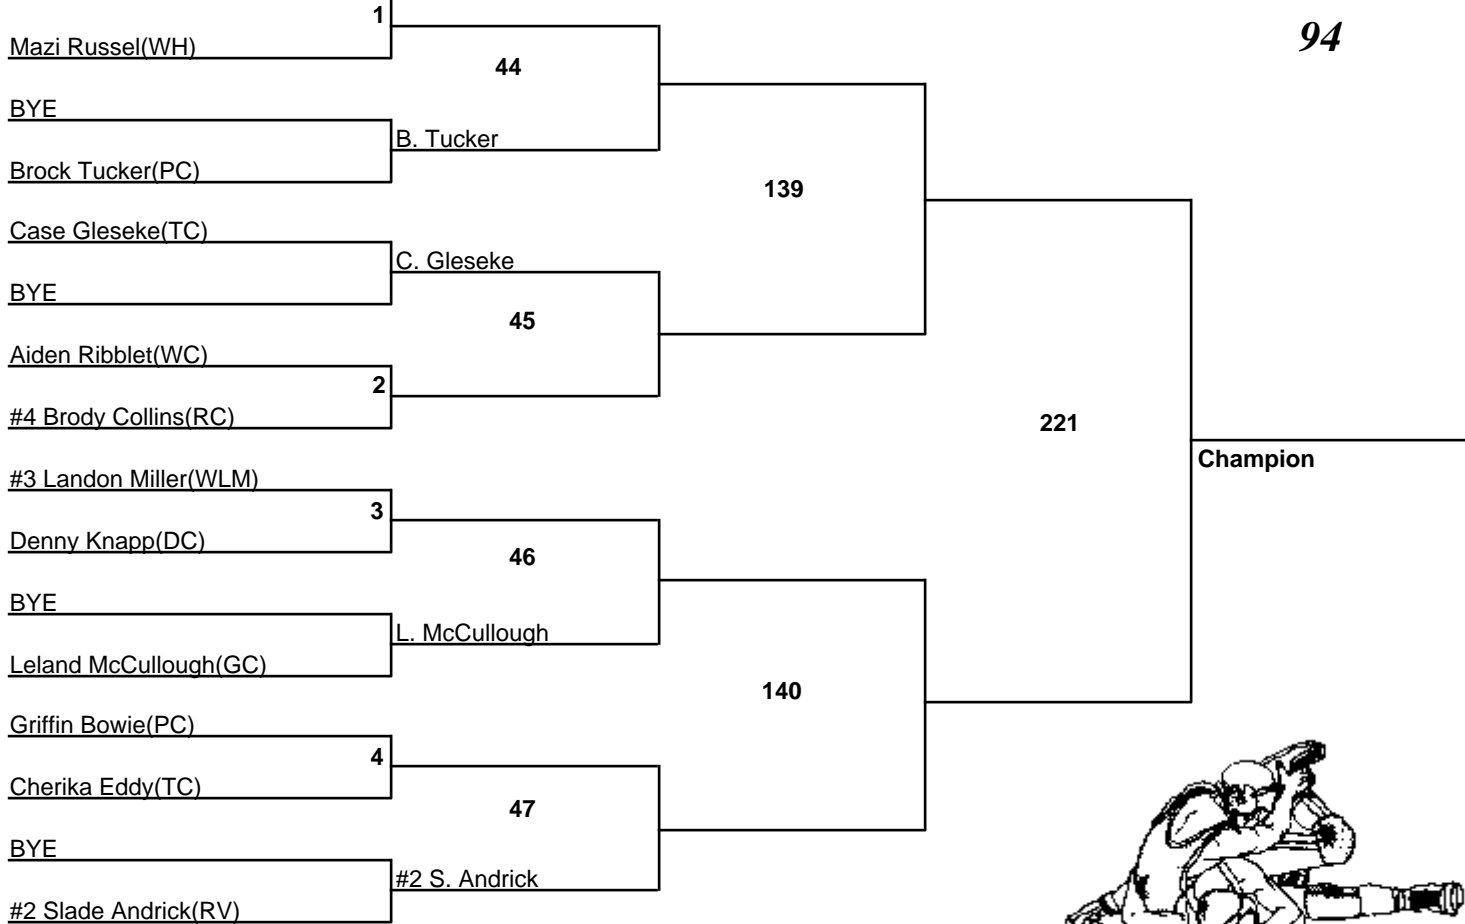 1
94
Mazi Russel(WH)
44
BYE
B. Tucker
Brock Tucker(PC)
139
Case Gleseke(TC)
C. Gleseke
BYE
45
Aiden Ribblet(WC)
2
#4 Brody Collins(RC)
221
Champion
#3 Landon Miller(WLM)
3
Denny Knapp(DC)
46
BYE
L. McCullough
Leland McCullough(GC)
140
Griffin Bowie(PC)
4
Cherika Eddy(TC)
47
BYE
#2 S. Andrick
#2 Slade Andrick(RV)